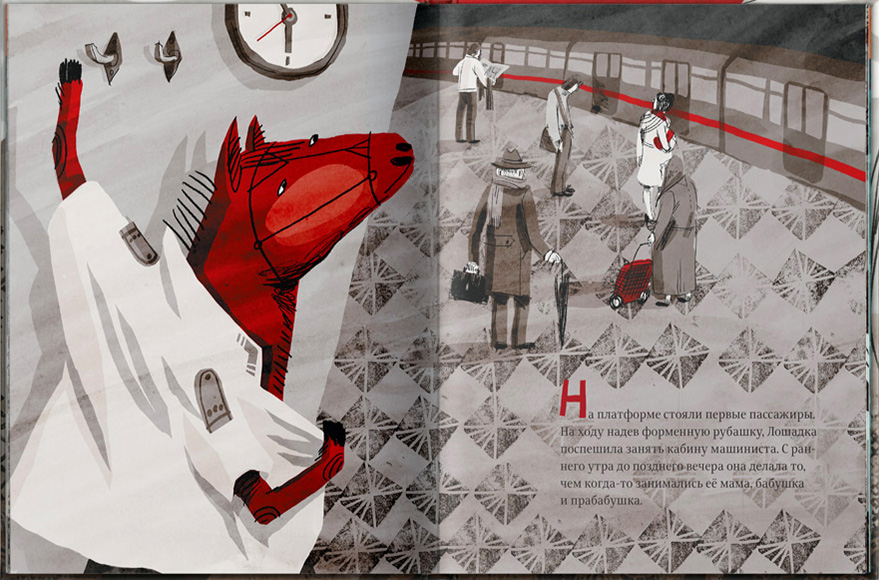 На платформе стояли первые пассажиры.
На ходу надев форменную рубашку, Лошадка
поспешила занять кабину машиниста. С ран-
него утра до позднего вечера она делала то,
чем когда-то занимались её мама, бабушка
и прабабушка.